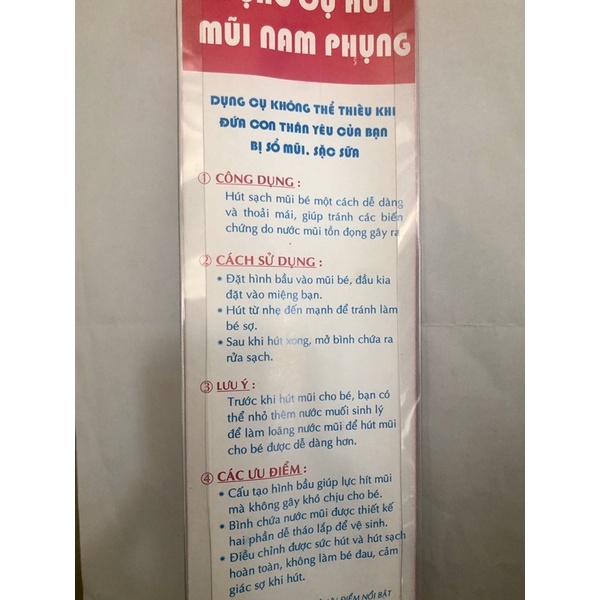 CỤ HÚT
MŨI NAM PHỤNG
DỤNG CỤ KHÔNG THỂ THIẾU KHI
ĐỨA CON THÂN YÊU CỦA BẠN
BỊ SỔ MŨI, SẶC SỮA
① CÔNG DỤNG :
Hút sạch mũi bé một cách dễ dàng
và thoải mái, giúp tránh các biến
chứng do nước mũi tồn đọng gây ra
② CÁCH SỬ DỤNG :
• Đặt hình bầu vào mũi bé, đầu kia
đặt vào miệng bạn.
• Hút từ nhẹ đến mạnh để tránh làm
bé sợ.
• Sau khi hút xong, mở bình chứa ra
rửa sạch.
③ LƯU Ý :
Trước khi hút mũi cho bé, bạn có
thể nhỏ thêm nước muối sinh lý
để làm loãng nước mũi để hút mũi
cho bé được dễ dàng hơn.
④ CÁC ƯU ĐIỂM :
• Cấu tạo hình bầu giúp lực hít mũi
mà không gây khó chịu cho bé.
• Bình chứa nước mũi được thiết kế
hai phần dễ tháo lắp để vệ sinh.
• Điều chỉnh được sức hút và hút sạch
hoàn toàn, không làm bé đau, cảm
giác sợ khi hút.
ƯU ĐIỂM NỔI BẬT